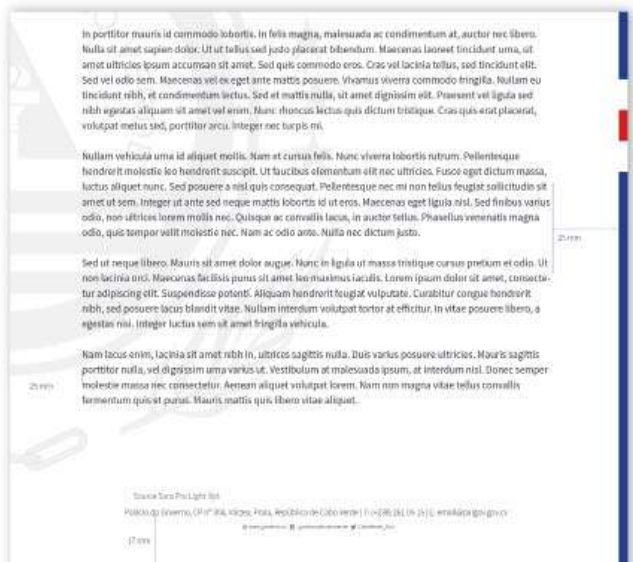 In porttitor mauris id commodo lobortis. In felis magna, malesuada ac condimentum at, auctor nec libero.
Nulla sit amet sapien dolor. Ut ut tellus sed justo placerat bibendum. Maecenas laoreet tincidunt urna, sit
amet ultricies ipsum accumsan sit amet. Sed quis commodo eros. Cras vel lacinia tellus, sed tincidunt elit.
Sed vel odio sem. Maecenas vel ex eget ante mattis posuere. Vivamus viverra commodo fringilla. Nullam eu
tincidunt nibh, et condimentum lectus. Sed et mattis nulla, sit amet dignissim elit. Praesent vel ligula sed
nibh egestas aliquam sit amet vel enim. Nunc rhoncus lectus quis dictum tristique. Cras quis erat placerat,
volutpat metus sed, porttitor arcu. Integer nec turpis mi.
Nullam vehicula urna id aliquet mollis. Nam et cursus felis. Nunc viverra lobortis rutrum. Pellentesque
hendrerit molestie leo hendrerit suscipit. Ut faucibus elementum elit nec ultricies. Fusce eget dictum massa,
luctus aliquet nunc. Sed posuere a nisl quis consequat. Pellentesque nec mi non tellus feugiat sollicitudin sit
amet ut sem. Integer ut ante sed neque mattis lobortis id ut eros. Maecenas eget ligula nisl. Sed finibus varius
odio, non ultrices lorem mollis nec. Quisque ac convallis lacus, in auctor tellus. Phasellus venenatis magna
odio, quis tempor velit molestie nec. Nam ac odio ante. Nulla nec dictum justo.
25 mm
Sed ut neque libero. Mauris sit amet dolor augue. Nunc in ligula ut massa tristique cursus pretium et odio. Ut
non lacinia orci. Maecenas facilisis purus sit amet leo maximus iaculis. Lorem ipsum dolor sit amet, consecte-
tur adipiscing elit. Suspendisse potenti. Aliquam hendrerit feugiat vulputate. Curabitur congue hendrerit
nibh, sed posuere lacus blandit vitae. Nullam interdum volutpat tortor at efficitur. In vitae posuere libero, a
egestas nisi. Integer luctus sem sit amet fringilla vehicula.
Nam lacus enim, lacinia sit amet nibh in, ultrices sagittis nulla. Duis varius posuere ultricies. Mauris sagittis
porttitor nulla, vel dignissim urna varius ut. Vestibulum at malesuada ipsum, at interdum nisl. Donec semper
molestie massa nec consectetur. Aenean aliquet volutpat lorem. Nam non magna vitae tellus convallis
25 mm
fermentum quis et purus. Mauris mattis quis libero vitae aliquet.
Source Sans Pro Light 8pt
Palácio do Governo, CP nº 304, Várzea, Praia, República de Cabo Verde |
17 mm